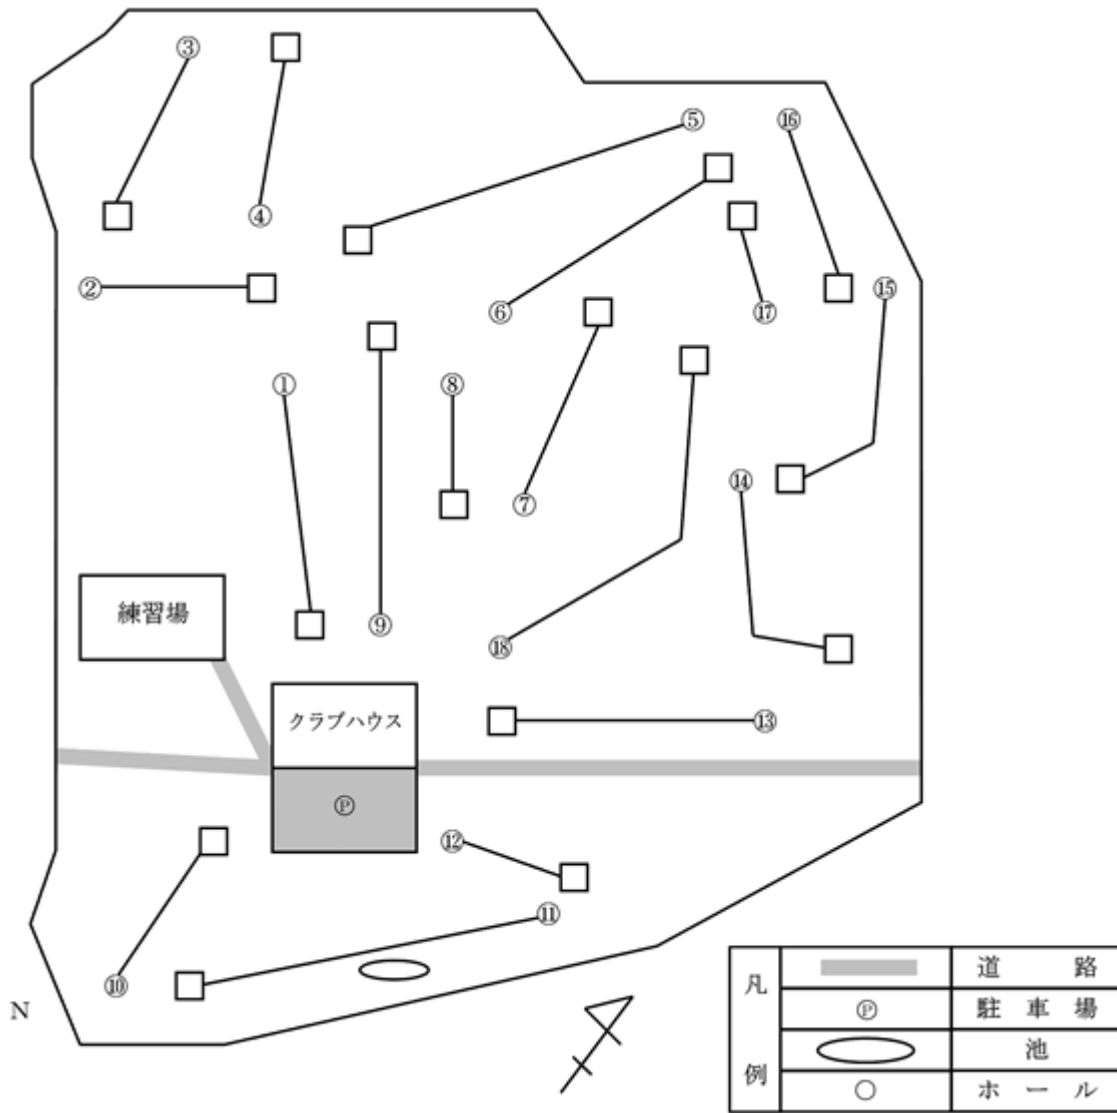 ③
⑤
⑯
④
②
⑥
⑰
⑮
①
⑧
⑦
⑭
練習場
⑨
⑱
クラブハウス
⑬
Ⓟ
⑫
⑪
⑩
N
凡例
道路
Ⓟ 駐車場
池
ホール